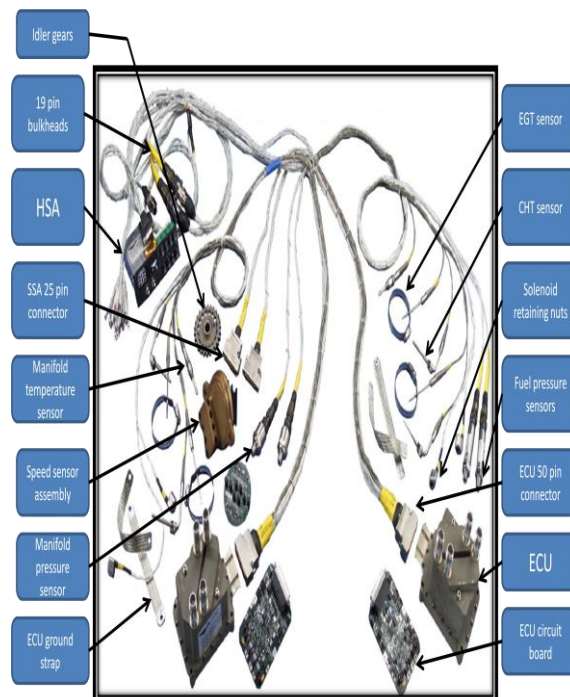 Idler gears
19 pin
bulkheads
HSA
SSA 25 pin
connector
Manifold
temperature
sensor
Speed sensor
assembly
Manifold
pressure
sensor
ECU ground
strap
EGT sensor
CHT sensor
Solenoid
retaining nuts
Fuel pressure
sensors
ECU 50 pin
connector
ECU
ECU circuit
board